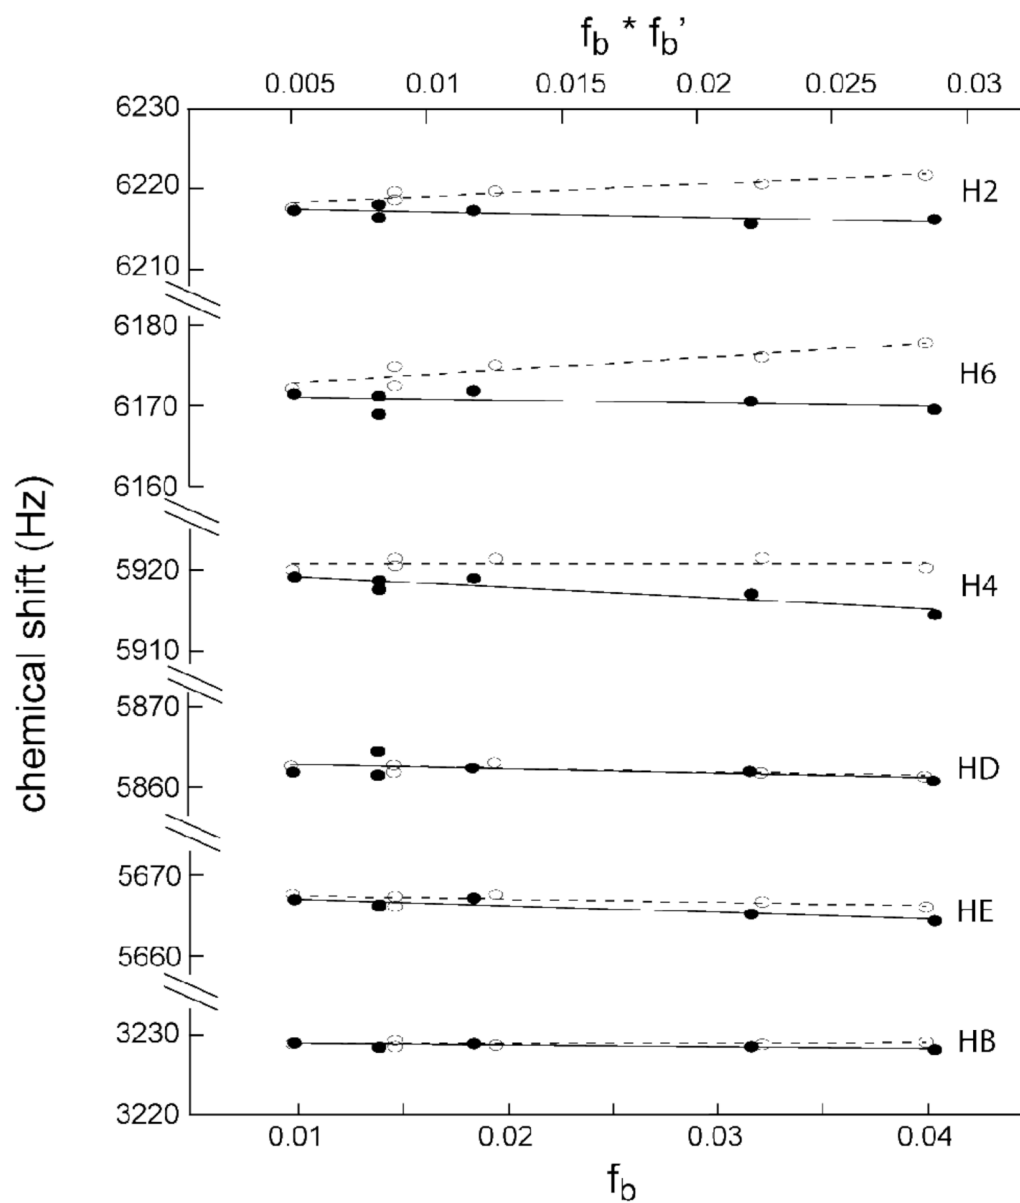 f_b * f_b’
0.005 0.01 0.015 0.02 0.025 0.03
6230
6220 H2
6210
6180
6170 H6
6160
5920 H4
5910
5870
5860 HD
5670
5660 HE
3230 HB
3220
0.01 0.02 0.03 0.04
f_b
chemical shift (Hz)